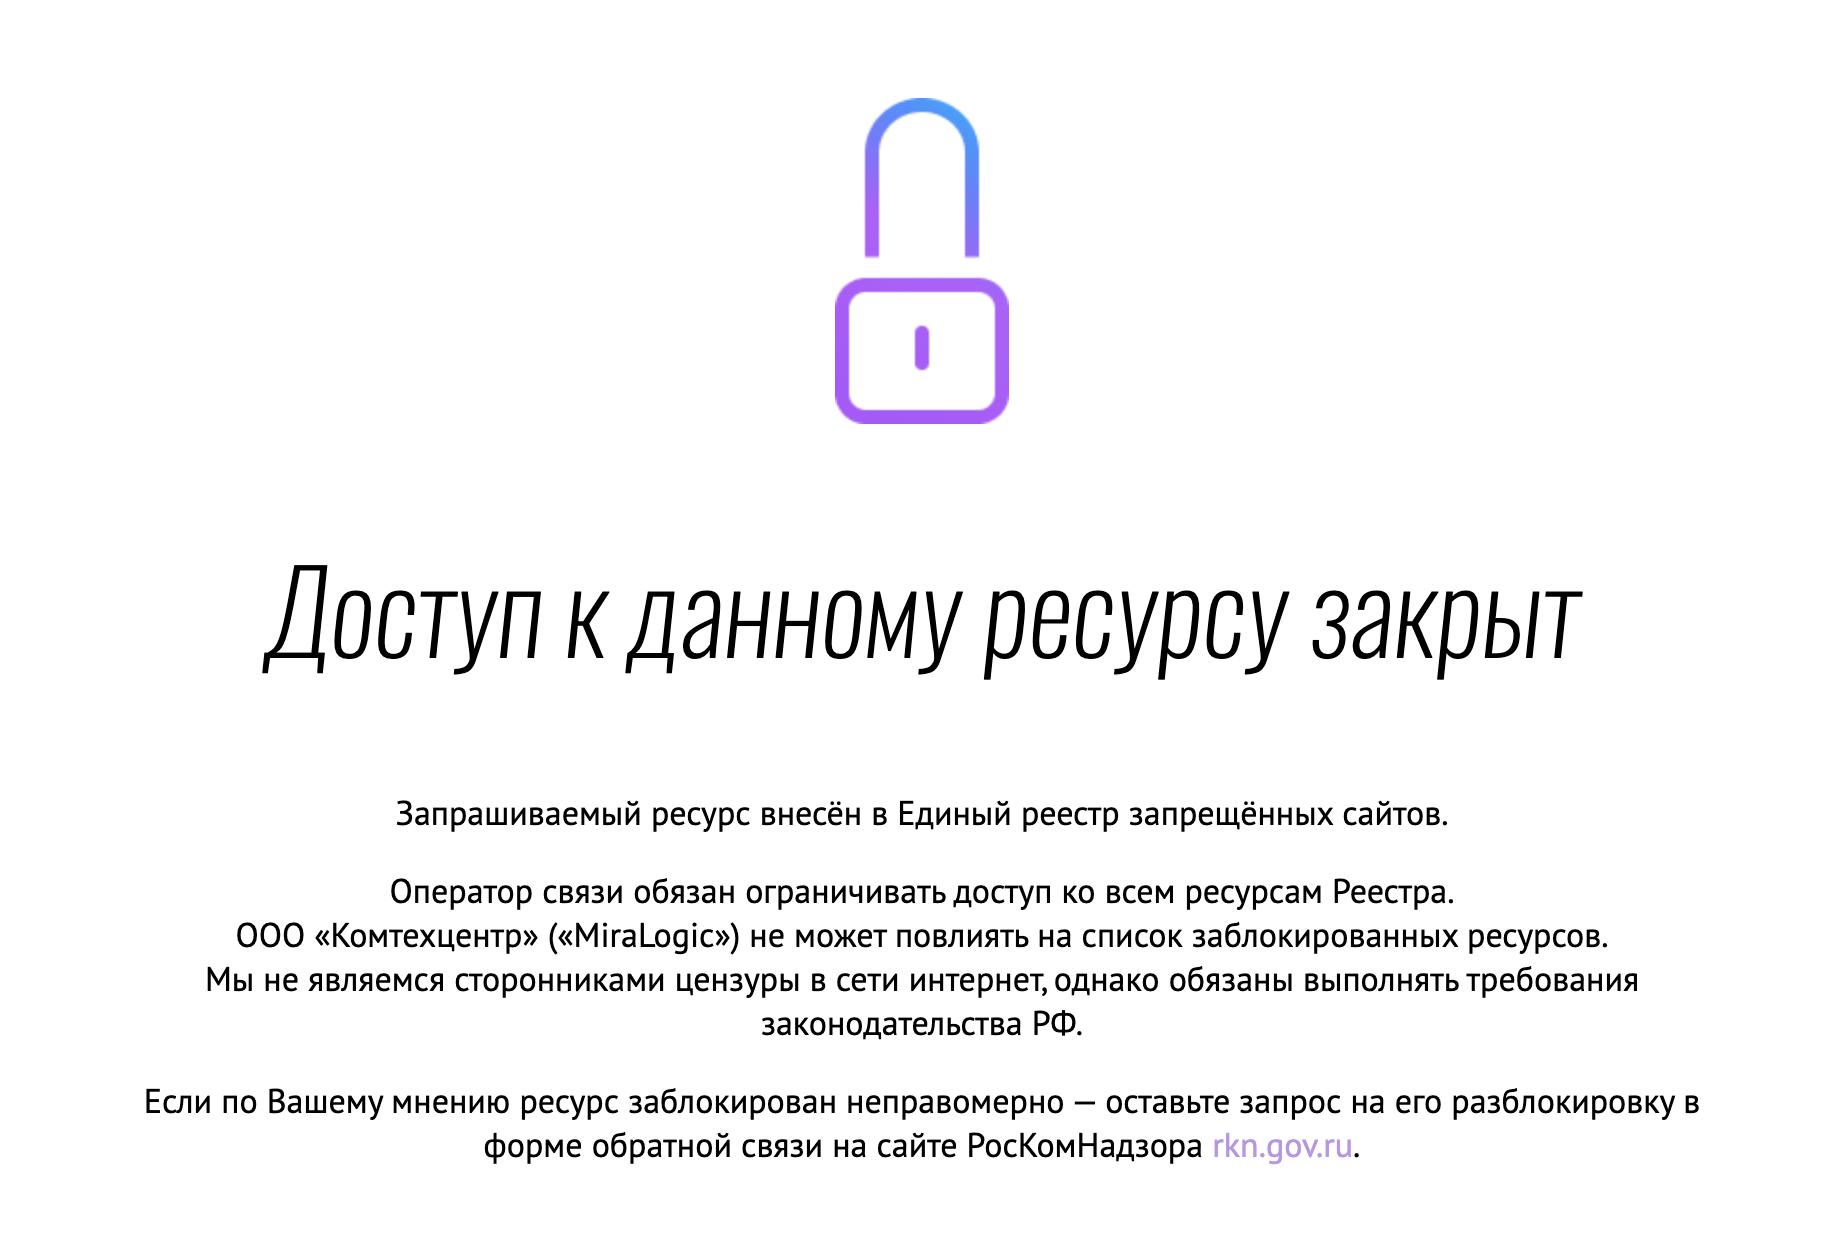 Доступ к данному ресурсу закрыт
Запрашиваемый ресурс внесён в Единый реестр запрещённых сайтов.
Оператор связи обязан ограничивать доступ ко всем ресурсам Реестра.
ООО «Комтехцентр» («MiraLogic») не может повлиять на список заблокированных ресурсов.
Мы не являемся сторонниками цензуры в сети интернет, однако обязаны выполнять требования
законодательства РФ.
Если по Вашему мнению ресурс заблокирован неправомерно — оставьте запрос на его разблокировку в
форме обратной связи на сайте РосКомНадзора rkn.gov.ru.